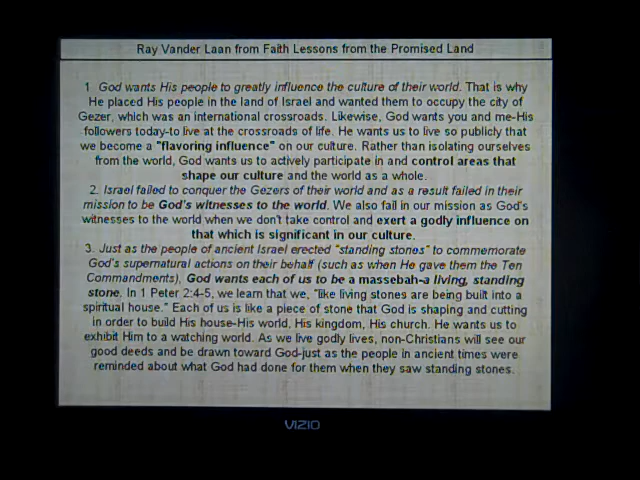 Ray Vander Laan from Faith Lessons from the Promised Land
1 God wants His people to greatly influence the culture of their world. That is why
He placed His people in the land of Israel and wanted them to occupy the city of
Gezer, which was an international crossroads. Likewise, God wants you and me-His
followers today-to live at the crossroads of life. He wants us to live so publicly that
we become a "flavoring influence" on our culture. Rather than isolating ourselves
from the world, God wants us to actively participate in and control areas that
shape our culture and the world as a whole.
2. Israel failed to conquer the Gezers of their world and as a result failed in their
mission to be God's witnesses to the world. We also fail in our mission as God's
witnesses to the world when we don't take control and exert a godly influence on
that which is significant in our culture.
3. Just as the people of ancient Israel erected "standing stones" to commemorate
God's supernatural actions on their behalf (such as when He gave them the Ten
Commandments), God wants each of us to be a massebah-a living, standing
stone. In 1 Peter 2:4-5, we learn that we, "like living stones are being built into a
spiritual house." Each of us is like a piece of stone that God is shaping and cutting
in order to build His house-His world, His kingdom, His church. He wants us to
exhibit Him to a watching world. As we live godly lives, non-Christians will see our
good deeds and be drawn toward God-just as the people in ancient times were
reminded about what God had done for them when they saw standing stones.
VIZIO